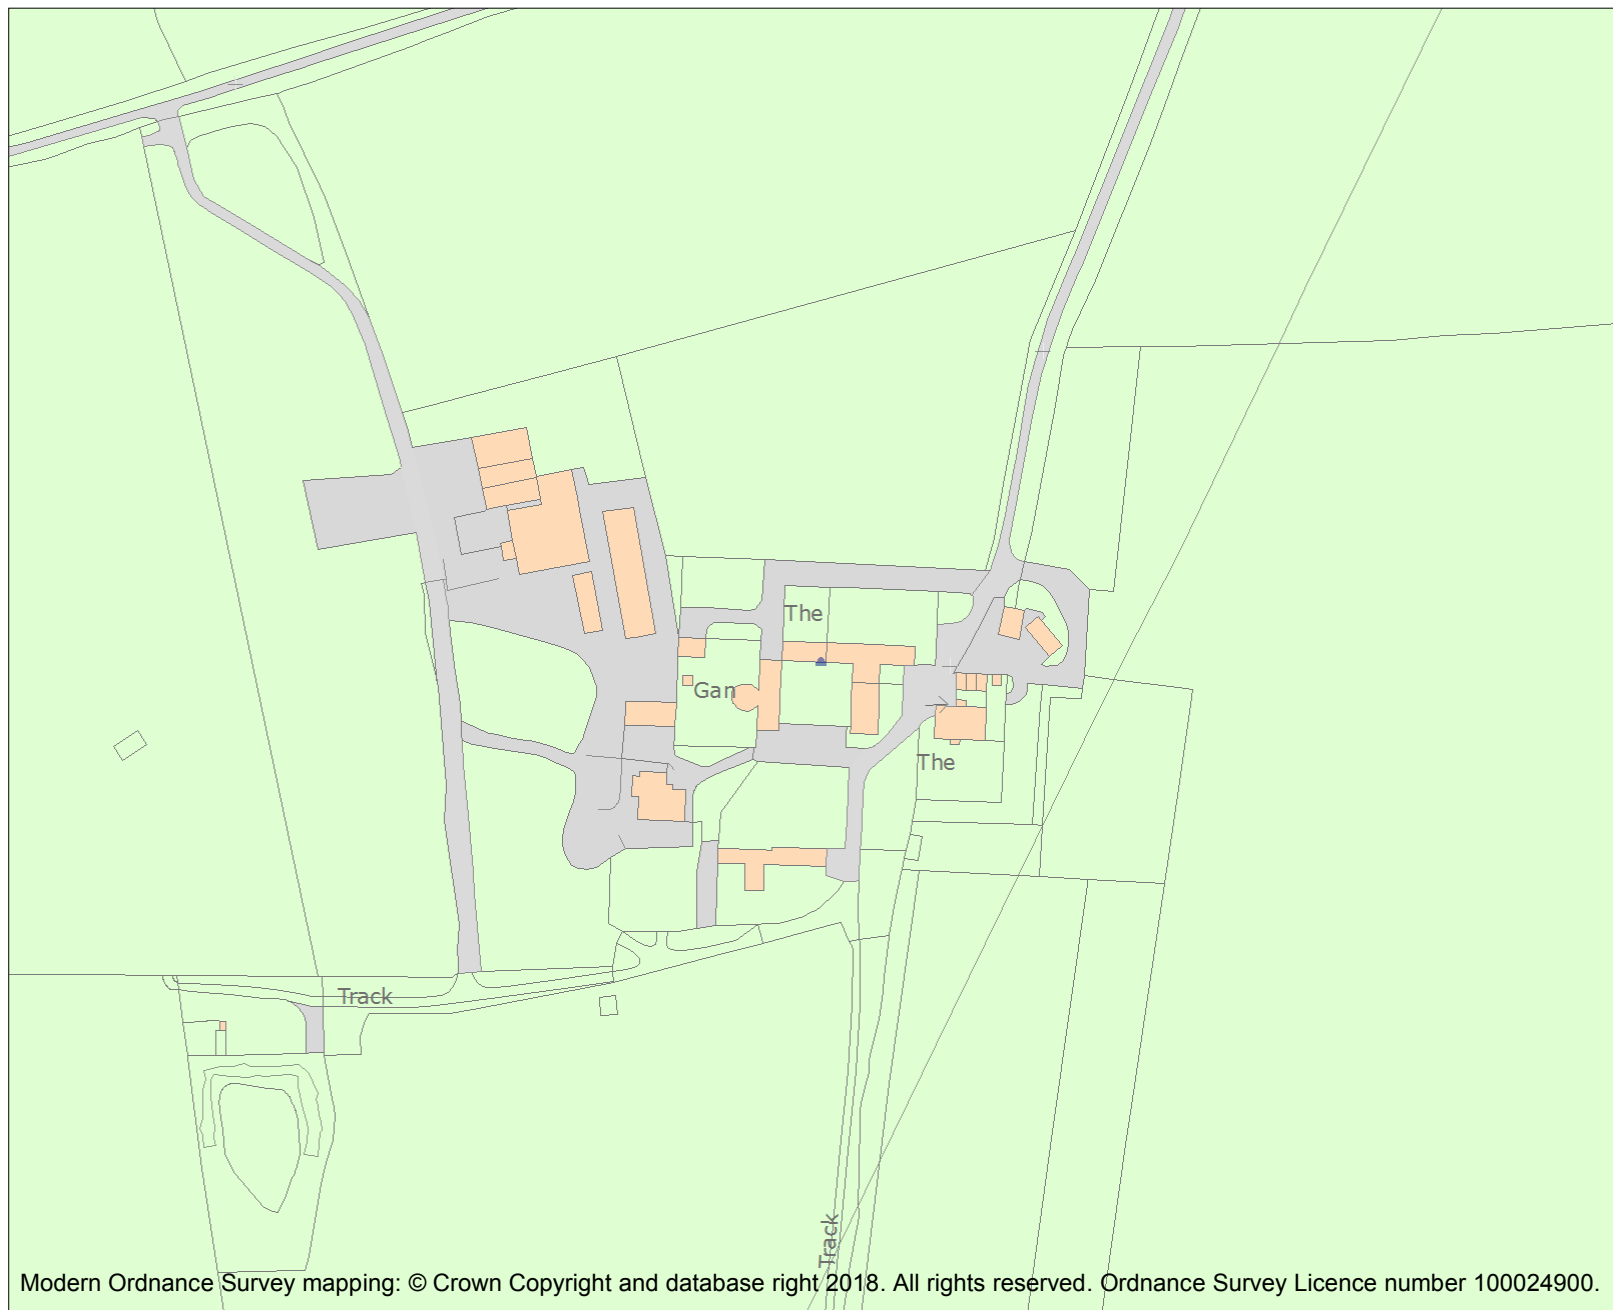 The
Gan
The
Track
Track
Modern Ordnance Survey mapping: © Crown Copyright and database right 2018. All rights reserved. Ordnance Survey Licence number 100024900.